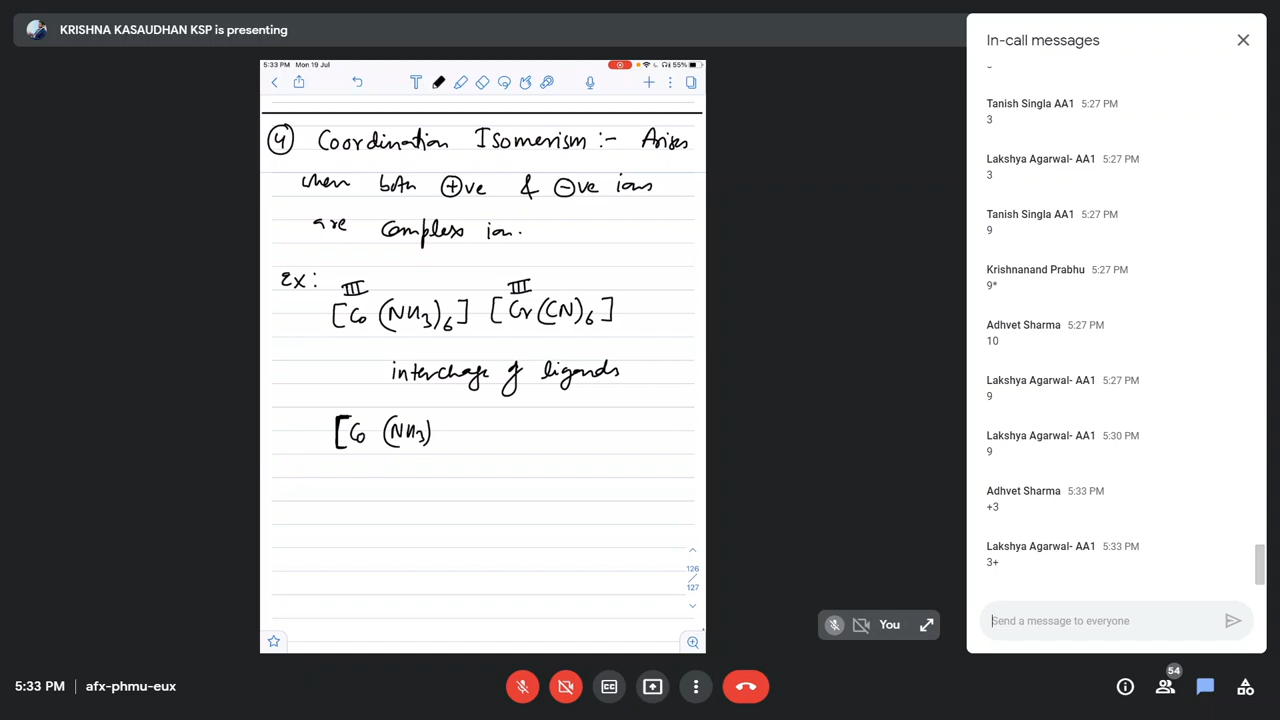 KRISHNA KASAUDHAN KSP is presenting
5:33 PM Mon 19 Jul
55%
④ Coordination Isomerism :- Arises
when both ⊕ve & ⊖ve ions
are complex ion.
Ex:
III III
[Co (NH3)6] [Cr(CN)6]
interchage of ligands
[Co (NH3)
126
127
In-call messages
Tanish Singla AA1 5:27 PM
3
Lakshya Agarwal- AA1 5:27 PM
3
Tanish Singla AA1 5:27 PM
9
Krishnanand Prabhu 5:27 PM
9*
Adhvet Sharma 5:27 PM
10
Lakshya Agarwal- AA1 5:27 PM
9
Lakshya Agarwal- AA1 5:30 PM
9
Adhvet Sharma 5:33 PM
+3
Lakshya Agarwal- AA1 5:33 PM
3+
Send a message to everyone
You
5:33 PM | afx-phmu-eux
54